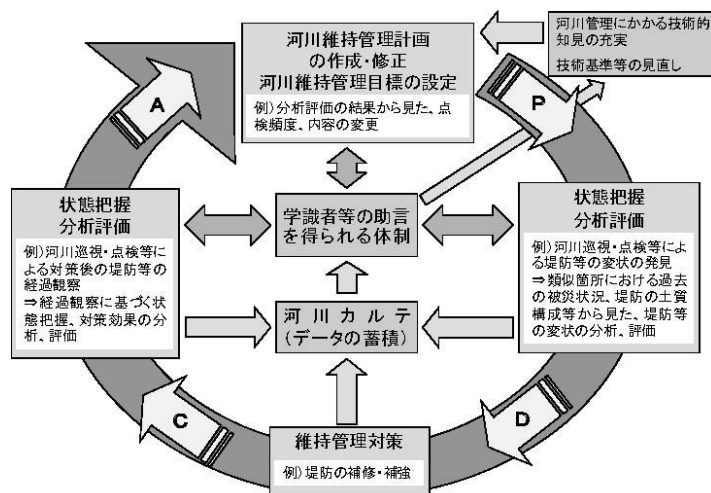 河川維持管理計画
の作成・修正
河川維持管理目標の設定
例)分析評価の結果から見た、点
検頻度、内容の変更
河川管理にかかる技術的
知見の充実
技術基準等の見直し
A
P
状態把握
分析評価
例)河川巡視・点検等に
よる対策後の堤防等の
経過観察
⇒経過観察に基づく状
態把握、対策効果の分
析、評価
学識者等の助言
を得られる体制
状態把握
分析評価
例)河川巡視・点検等によ
る堤防等の変状の発見
⇒類似箇所における過去
の被災状況、堤防の土質
構成等から見た、堤防等
の変状の分析、評価
河川カルテ
(データの蓄積)
C
D
維持管理対策
例)堤防の補修・補強